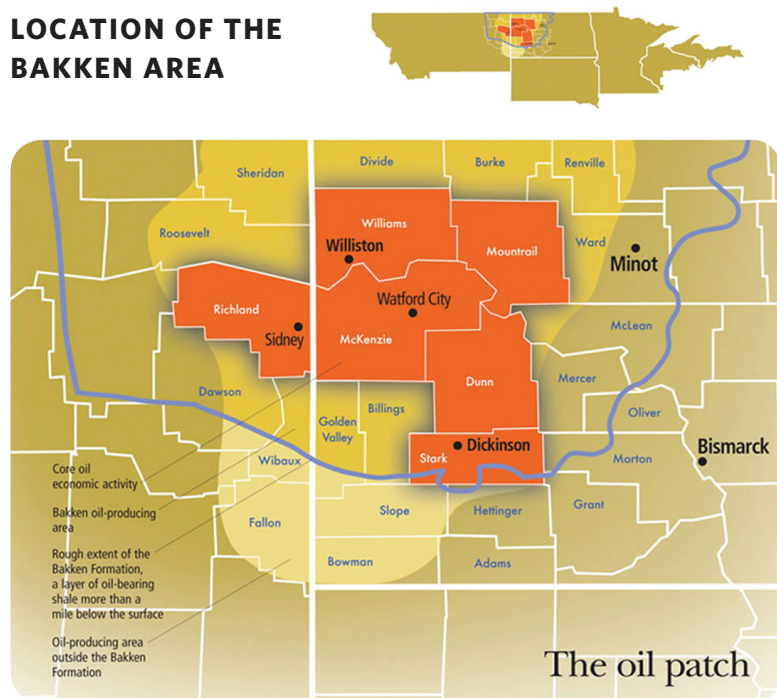 LOCATION OF THE
BAKKEN AREA
Sheridan
Divide
Burke
Renville
Roosevelt
Williams
Williston
Mountrail
Ward
Minot
Richland
Sidney
Watford City
McKenzie
McLean
Dawson
Golden
Valley
Billings
Dunn
Mercer
Oliver
Wibaux
Stark
Dickinson
Morton
Bismarck
Fallon
Slope
Hettinger
Grant
Bowman
Adams
Core oil
economic activity
Bakken oil-producing
area
Rough extent of the
Bakken Formation,
a layer of oil-bearing
shale more than a
mile below the surface
Oil-producing area
outside the Bakken
Formation
The oil patch